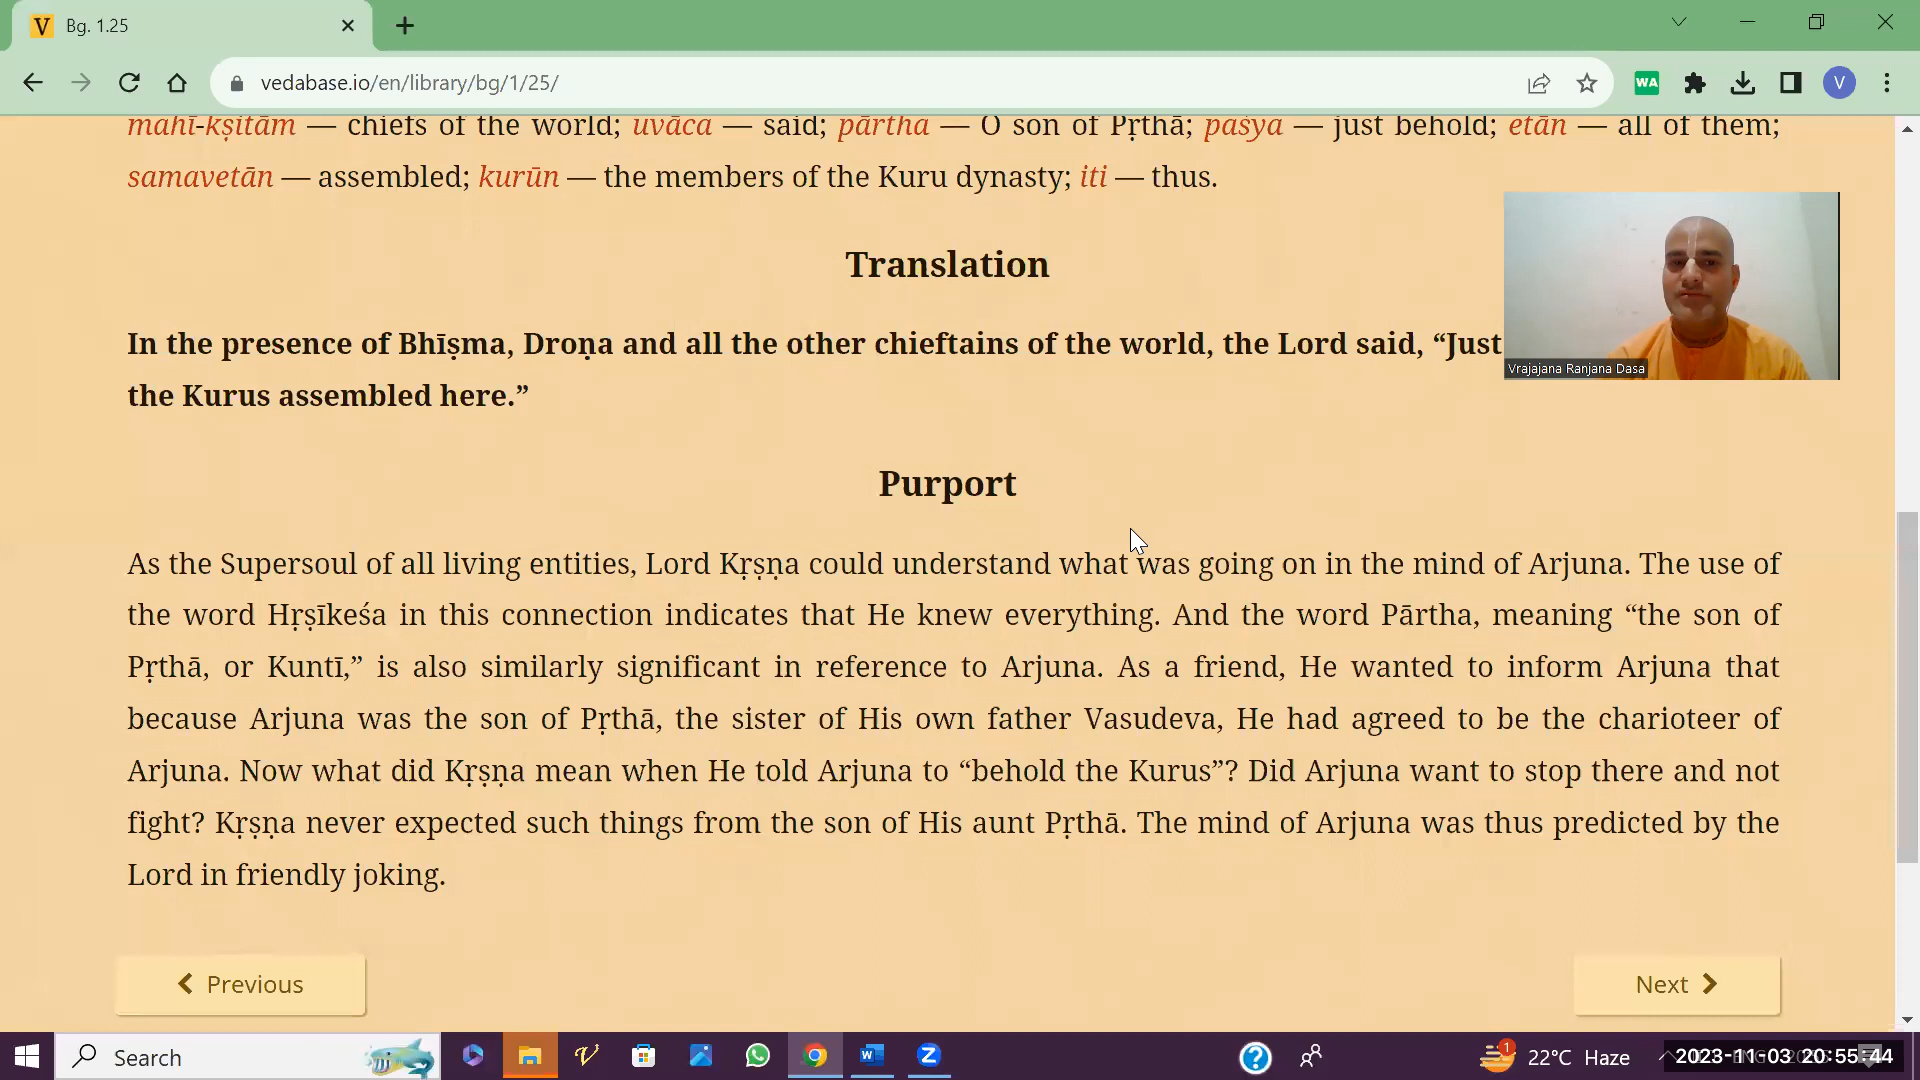 Bg. 1.25
vedabase.io/en/library/bg/1/25/
WA
V
mahī-kṣitām — chiefs of the world; uvāca — said; pārtha — O son of Pṛthā; paśya — just behold; etān — all of them;
samavetān — assembled; kurūn — the members of the Kuru dynasty; iti — thus.
Translation
In the presence of Bhīṣma, Droṇa and all the other chieftains of the world, the Lord said, “Just
the Kurus assembled here.”
Vrajajana Ranjana Dasa
Purport
As the Supersoul of all living entities, Lord Kṛṣṇa could understand what was going on in the mind of Arjuna. The use of
the word Hṛṣīkeśa in this connection indicates that He knew everything. And the word Pārtha, meaning “the son of
Pṛthā, or Kuntī,” is also similarly significant in reference to Arjuna. As a friend, He wanted to inform Arjuna that
because Arjuna was the son of Pṛthā, the sister of His own father Vasudeva, He had agreed to be the charioteer of
Arjuna. Now what did Kṛṣṇa mean when He told Arjuna to “behold the Kurus”? Did Arjuna want to stop there and not
fight? Kṛṣṇa never expected such things from the son of His aunt Pṛthā. The mind of Arjuna was thus predicted by the
Lord in friendly joking.
Previous
Next
Search
1
22°C Haze
2023-11-03 20:55:44